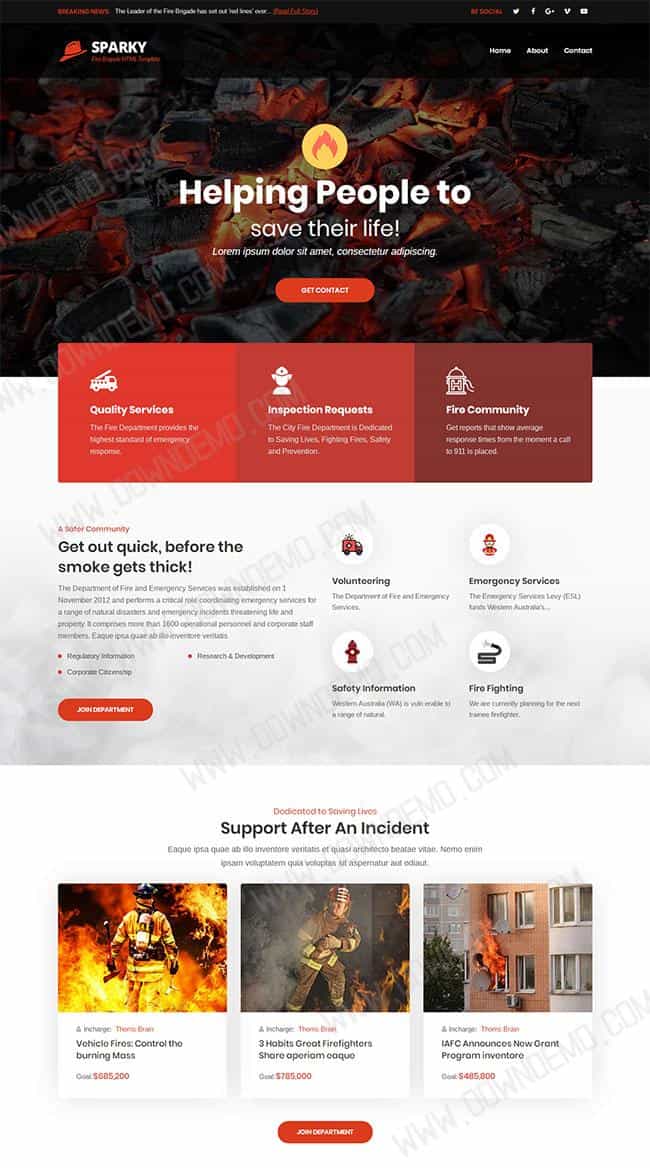 BREAKING NEWS
The Leader of the Fire Brigade has set out 'red lines' over... (Read Full Story)
BE SOCIAL
SPARKY
Fire Brigade HTML Template
Home
About
Contact
Helping People to
save their life!
Lorem ipsum dolor sit amet, consectetur adipiscing.
GET CONTACT
Quality Services
The Fire Department provides the
highest standard of emergency
response.
Inspection Requests
The City Fire Department is Dedicated
to Saving Lives, Fighting Fires, Safety
and Prevention.
Fire Community
Get reports that show average
response times from the moment a call
to 911 is placed.
A Safer Community
Get out quick, before the
smoke gets thick!
The Department of Fire and Emergency Services was established on 1
November 2012 and performs a critical role coordinating emergency services for
a range of natural disasters and emergency incidents threatening life and
property. It comprises more than 1600 operational personnel and corporate staff
members. Eaque ipsa quae ab illo inventore veritatis
Regulatory Information
Research & Development
Corporate Citizenship
JOIN DEPARTMENT
Volunteering
The Department of Fire and Emergency
Services.
Emergency Services
The Emergency Services Levy (ESL)
funds Western Australia's...
Safety Information
Western Australia (WA) is vuln erable to
a range of natural.
Fire Fighting
We are currently planning for the next
trainee firefighter.
Dedicated to Saving Lives
Support After An Incident
Eaque ipsa quae ab illo inventore veritatis et quasi architecto beatae vitae. Nemo enim
ipsam voluptatem quia voluptas sit aspernatur aut ediaut.
Incharge: Thoms Brain
Vehicle Fires: Control the
burning Mass
Goal: $685,200
Incharge: Thoms Brain
3 Habits Great Firefighters
Share aperiam eaque
Goal: $785,000
Incharge: Thoms Brain
IAFC Announces New Grant
Program inventore
Goal: $485,800
JOIN DEPARTMENT
WWW.DOWNDEMO.COM